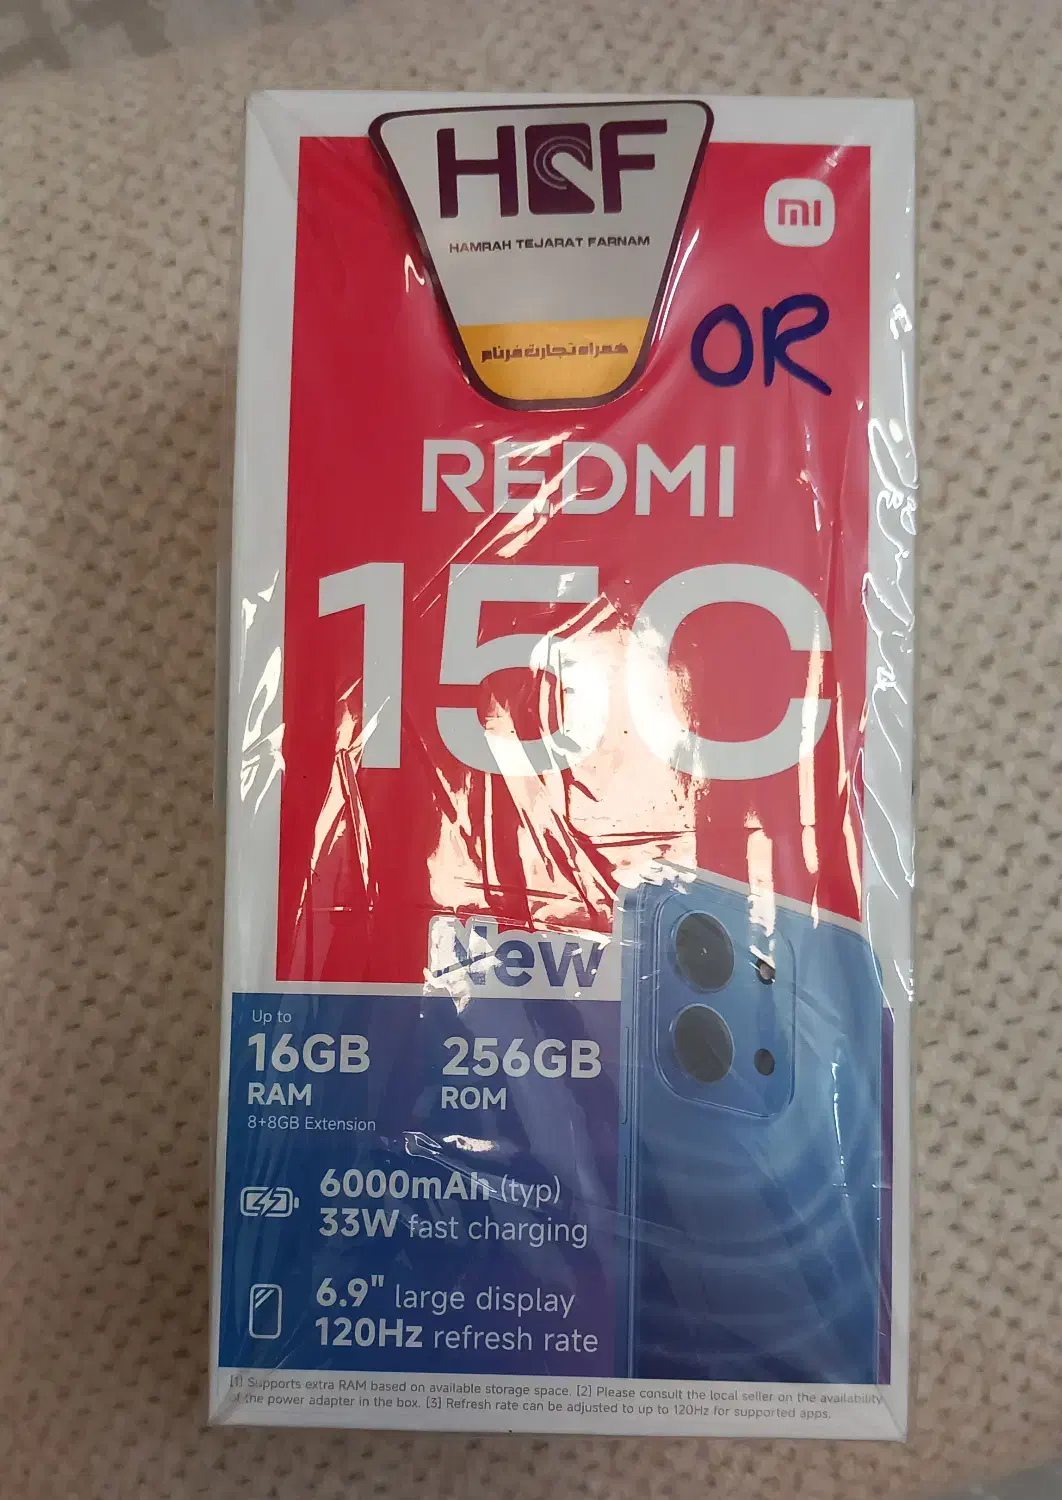 HQF
HAMRAH TEJARAT FARNAM
همراه تجارت فرنام
mi
OR
REDMI
15C
New
Up to
16GB
RAM
8+8GB Extension
256GB
ROM
6000mAh (typ)
33W fast charging
6.9" large display
120Hz refresh rate
[1] Supports extra RAM based on available storage space. [2] Please consult the local seller on the availability
of the power adapter in the box. [3] Refresh rate can be adjusted to up to 120Hz for supported apps.